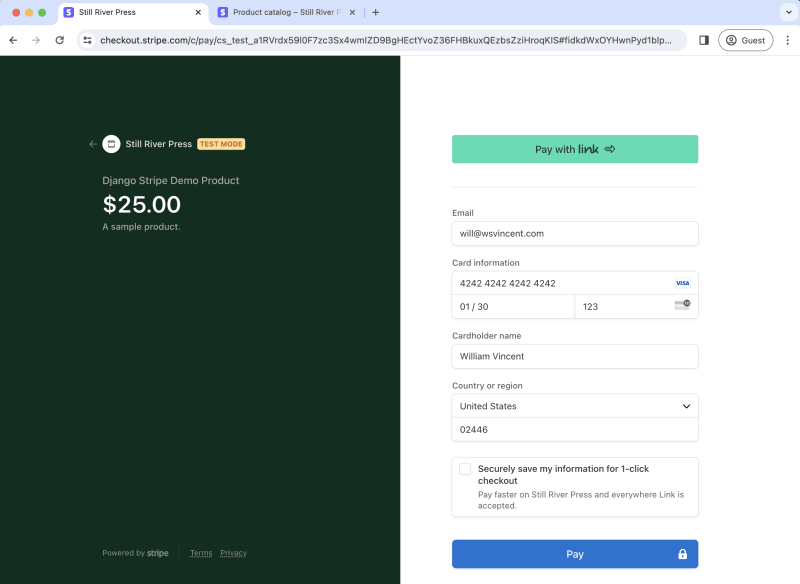 Still River Press
Product catalog – Still River P
checkout.stripe.com/c/pay/cs_test_a1RVrdx59I0F7zc3Sx4wmIZD9BgHEctYvoZ36FHBkuxQEzbsZziHroqKIS#fidkdWxOYHwnPyd1blp...
Guest
Still River Press TEST MODE
Django Stripe Demo Product
$25.00
A sample product.
Powered by stripe
Terms Privacy
Pay with link
Email
will@wsvincent.com
Card information
4242 4242 4242 4242 VISA
01 / 30 123
Cardholder name
William Vincent
Country or region
United States
02446
Securely save my information for 1-click
checkout
Pay faster on Still River Press and everywhere Link is
accepted.
Pay